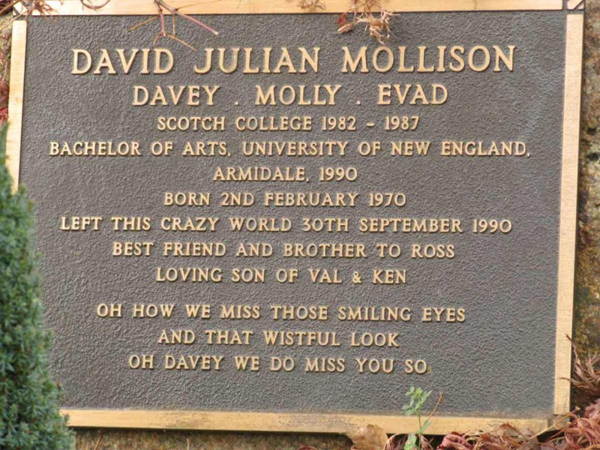 DAVID JULIAN MOLLISON
DAVEY . MOLLY . EVAD
SCOTCH COLLEGE 1982 - 1987
BACHELOR OF ARTS, UNIVERSITY OF NEW ENGLAND,
ARMIDALE, 1990
BORN 2ND FEBRUARY 1970
LEFT THIS CRAZY WORLD 30TH SEPTEMBER 1990
BEST FRIEND AND BROTHER TO ROSS
LOVING SON OF VAL & KEN
OH HOW WE MISS THOSE SMILING EYES
AND THAT WISTFUL LOOK
OH DAVEY WE DO MISS YOU SO